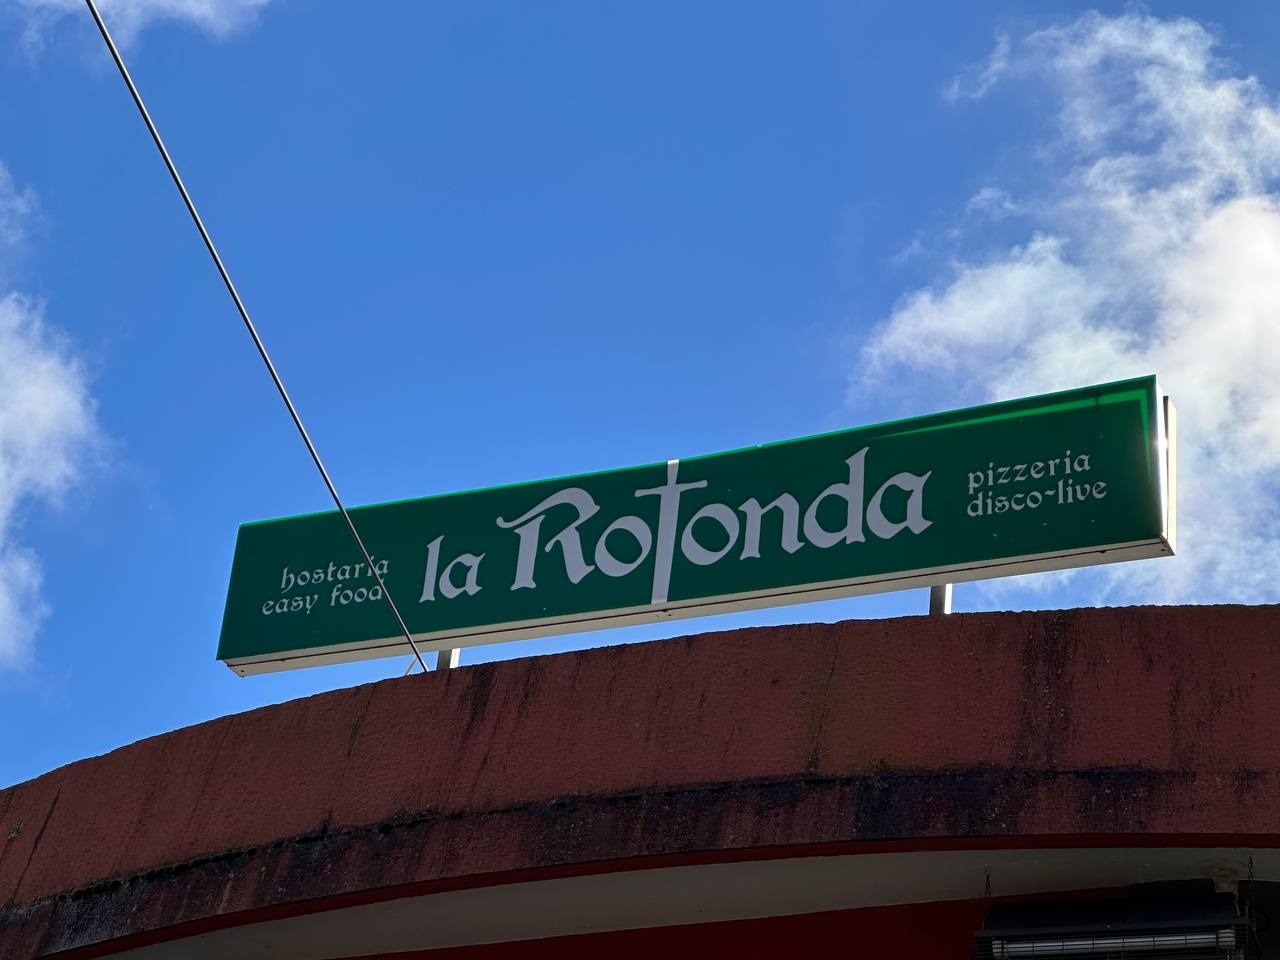 hostaria
easy food
la Rotonda
pizzeria
disco-live